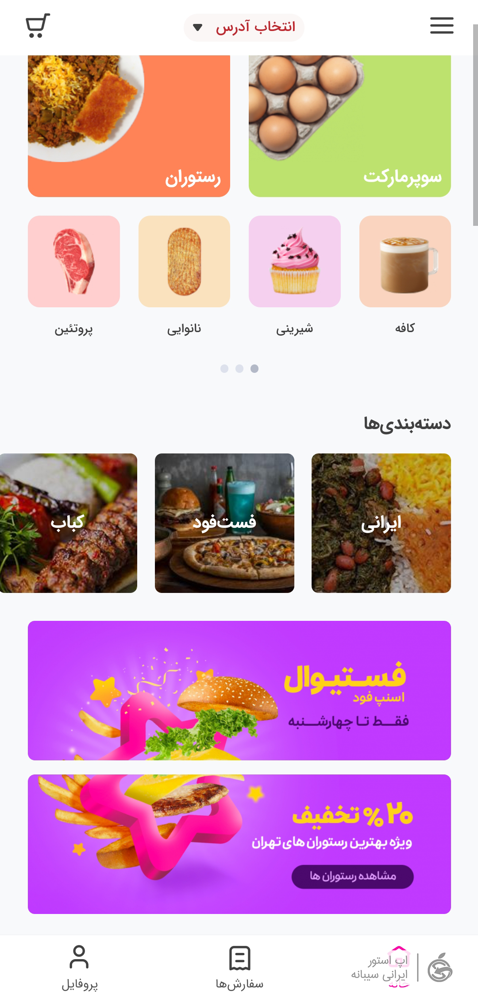 انتخاب آدرس
سوپرمارکت
رستوران
کافه
شیرینی
نانوایی
پروتئین
دسته‌بندی‌ها
ایرانی
فست‌فود
کباب
فستیوال
اسنپ فود
فقط تا چهارشنبه
۲۰% تخفیف
ویژه بهترین رستوران های تهران
مشاهده رستوران ها
اپ استور
ایرانی سیبانه
خانه
سفارش‌ها
پروفایل